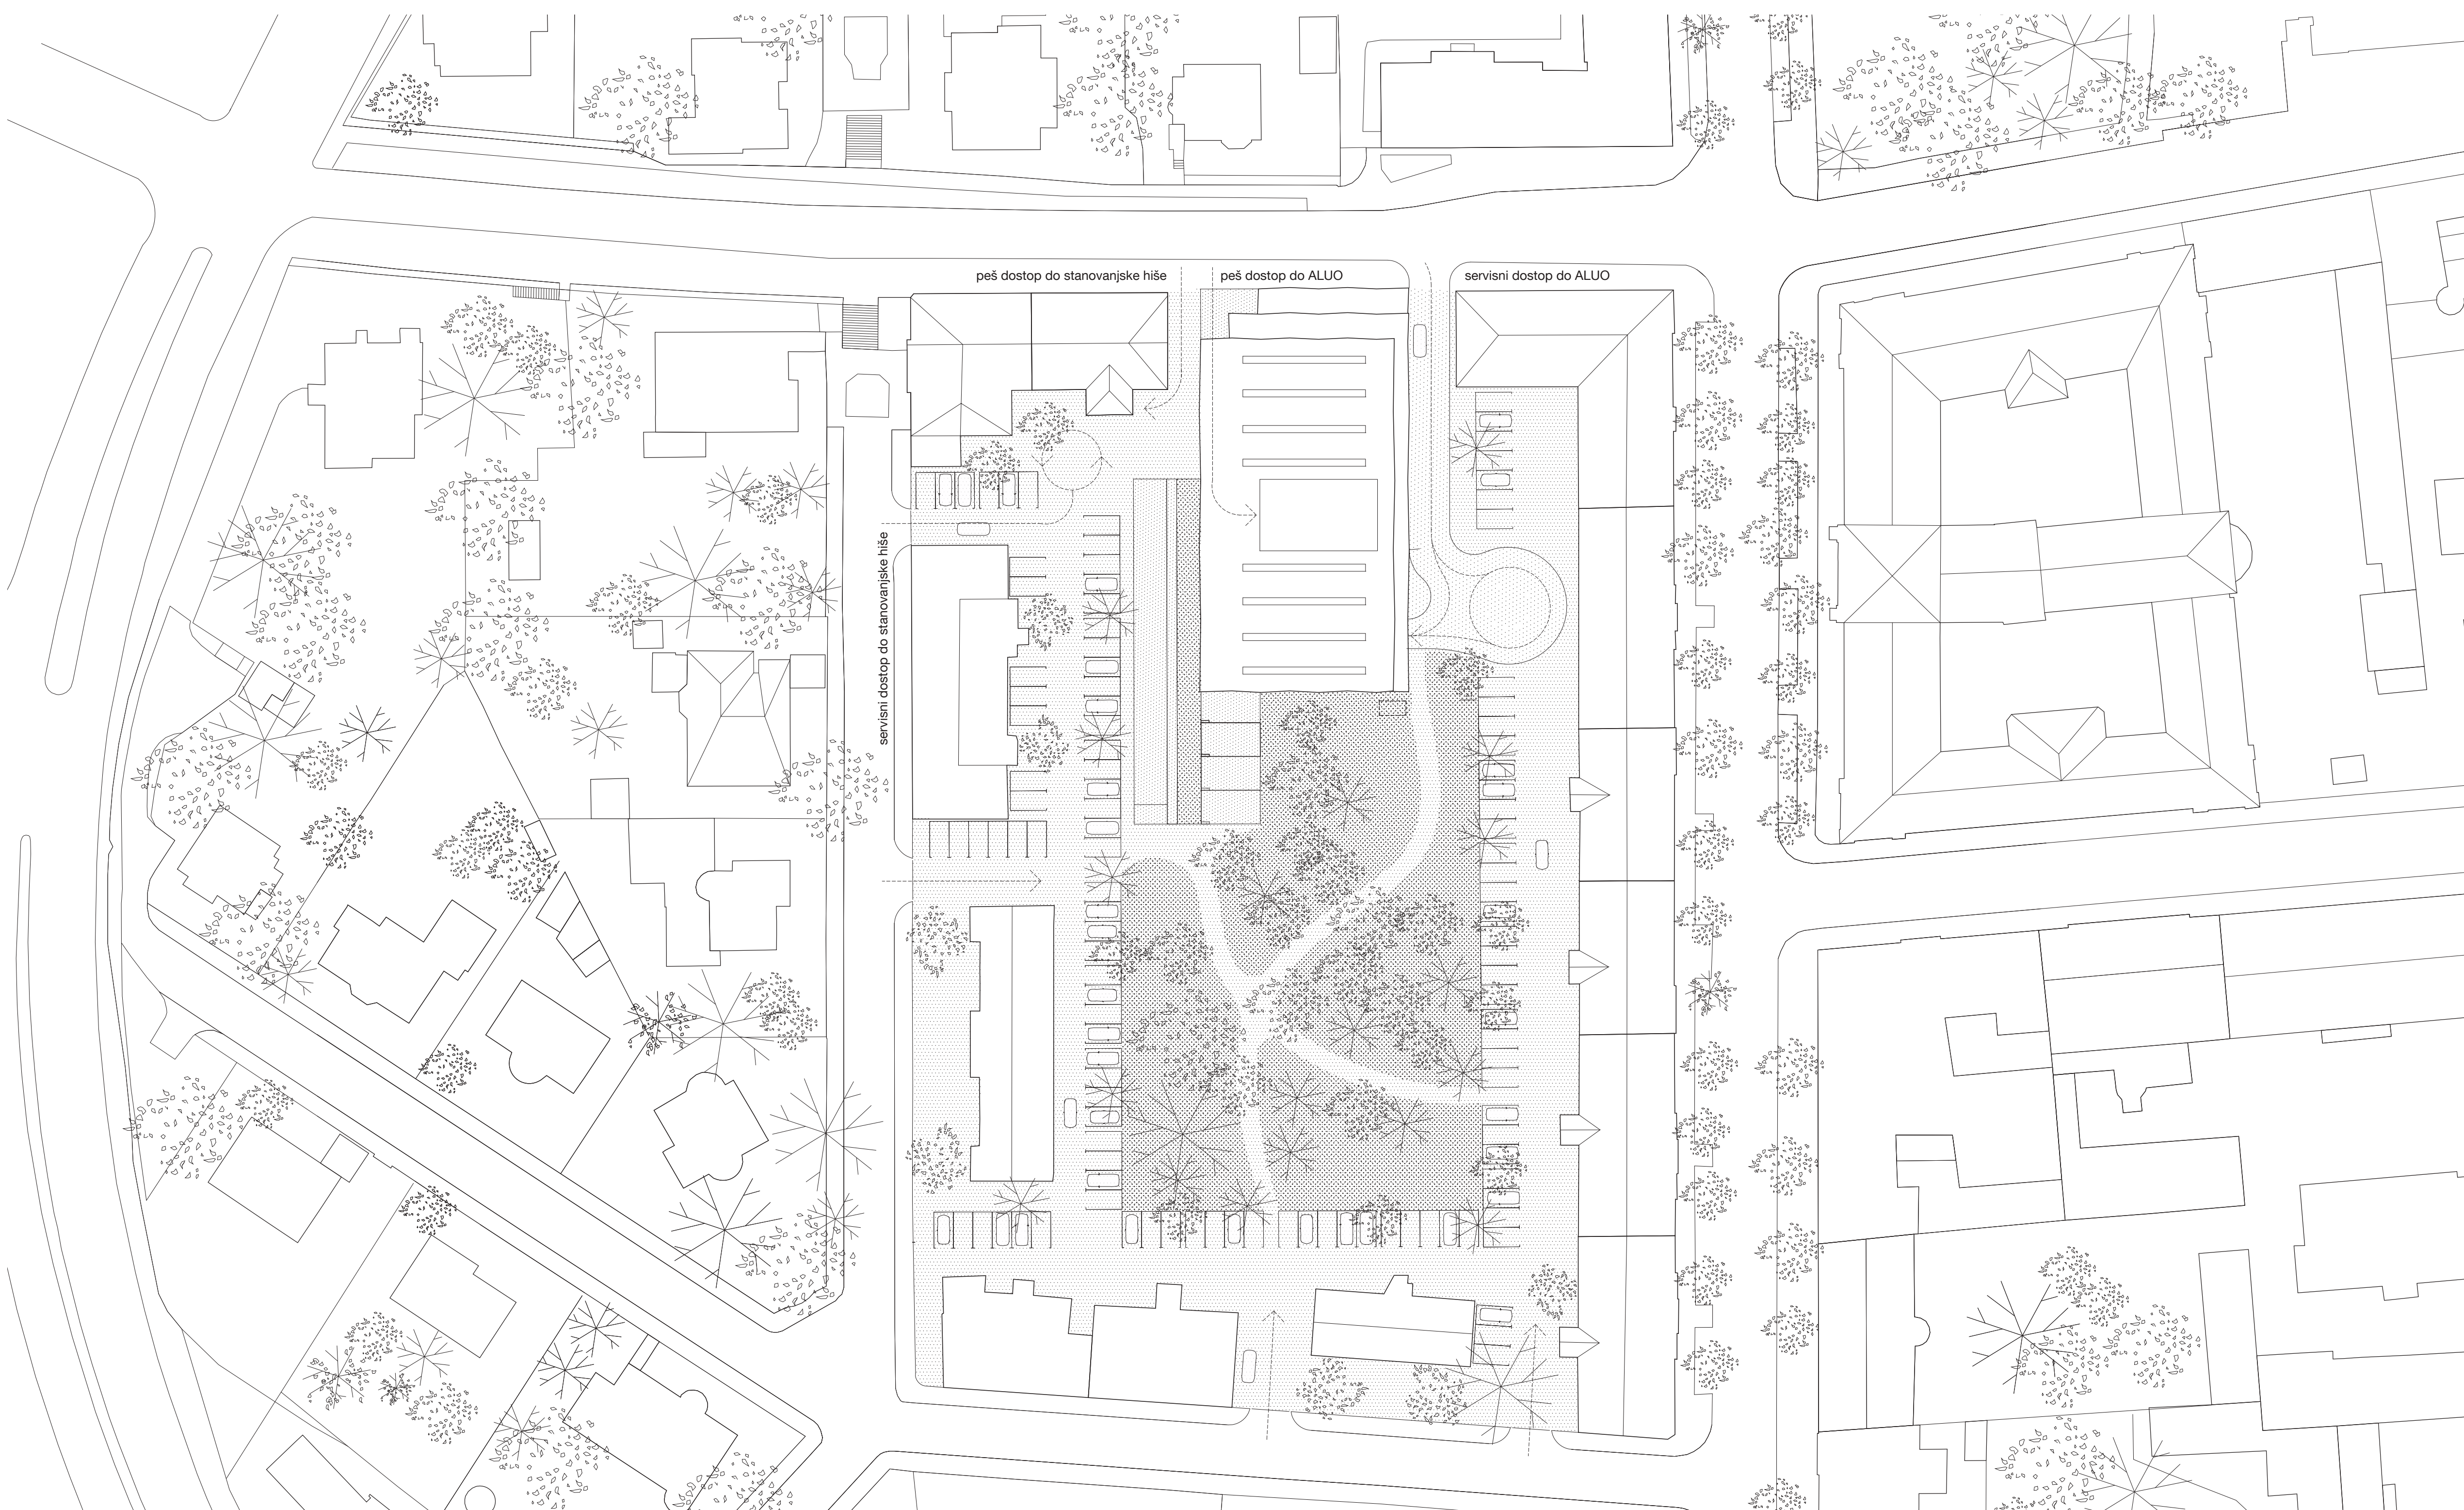 peš dostop do stanovanjske hiše
peš dostop do ALUO
servisni dostop do ALUO
servisni dostop do stanovanjske hiše